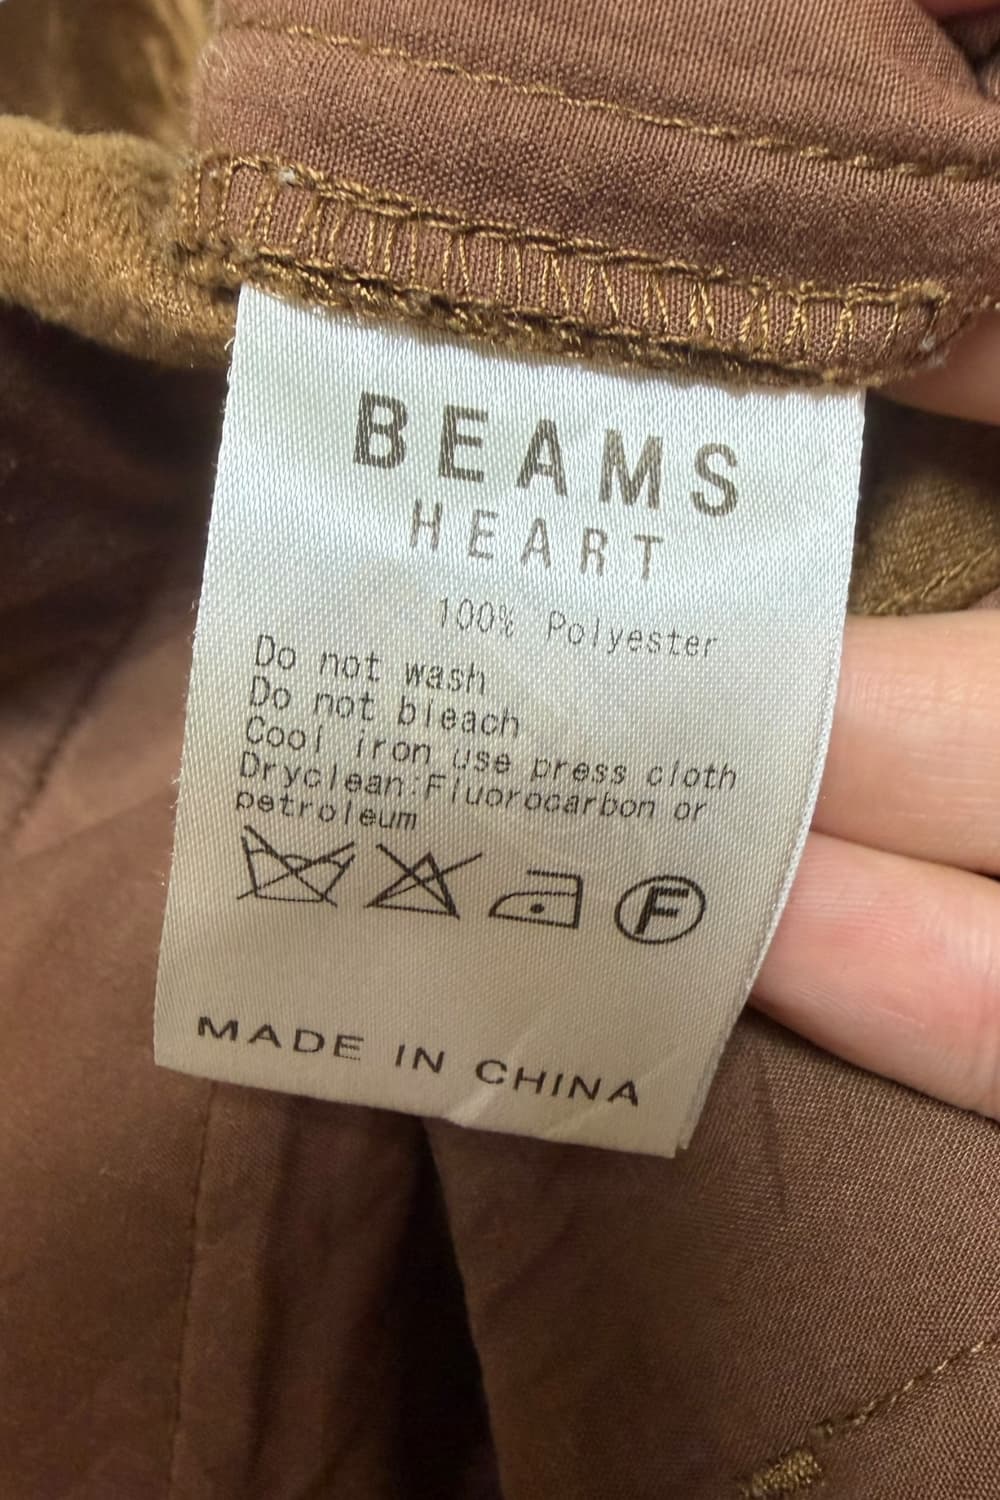 BEAMS
HEART
100% Polyester
Do not wash
Do not bleach
Cool iron use press cloth
Dryclean:Fluorocarbon or
petroleum
F
MADE IN CHINA